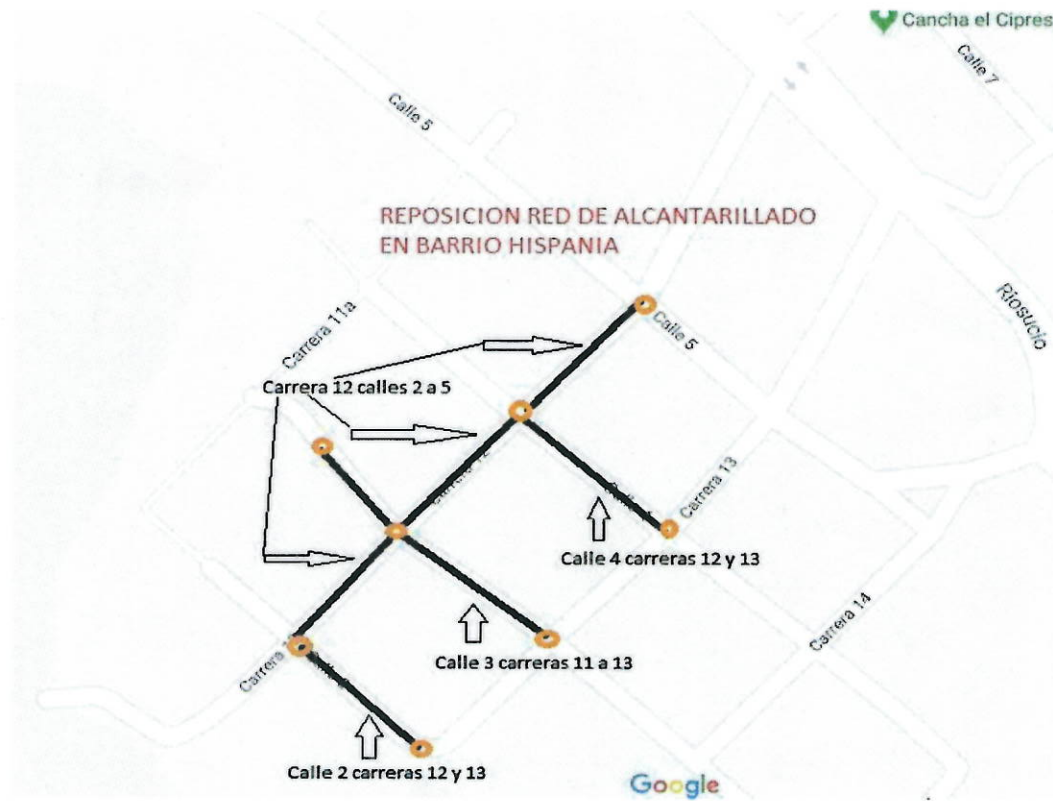 Cancha el Cipres
Calle 7
Calle 5
REPOSICION RED DE ALCANTARILLADO
EN BARRIO HISPANIA
Riosucio
Calle 5
Carrera 11a
Carrera 12 calles 2 a 5
Carrera 12
Carrera 13
Calle 4 carreras 12 y 13
Carrera 14
Calle 3 carreras 11 a 13
Carrera
Calle 2 carreras 12 y 13
Google